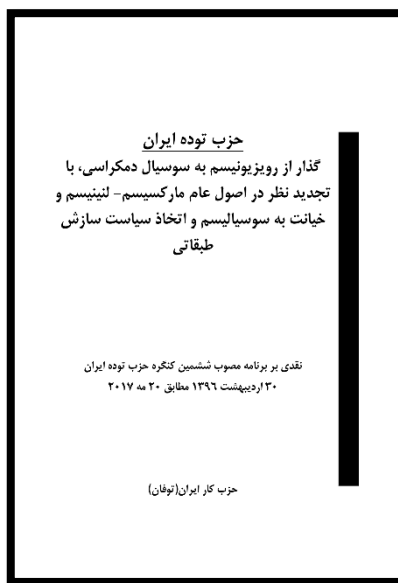 حزب توده ایران
گذار از رویزیونیسم به سوسیال دمکراسی، با
تجدید نظر در اصول عام مارکسیسم- لنینیسم و
خیانت به سوسیالیسم و اتخاذ سیاست سازش
طبقاتی
نقدی بر برنامه مصوب ششمین کنگره حزب توده ایران
۳۰ اردیبهشت ۱۳۹۶ مطابق ۲۰ مه ۲۰۱۷
حزب کار ایران(توفان)